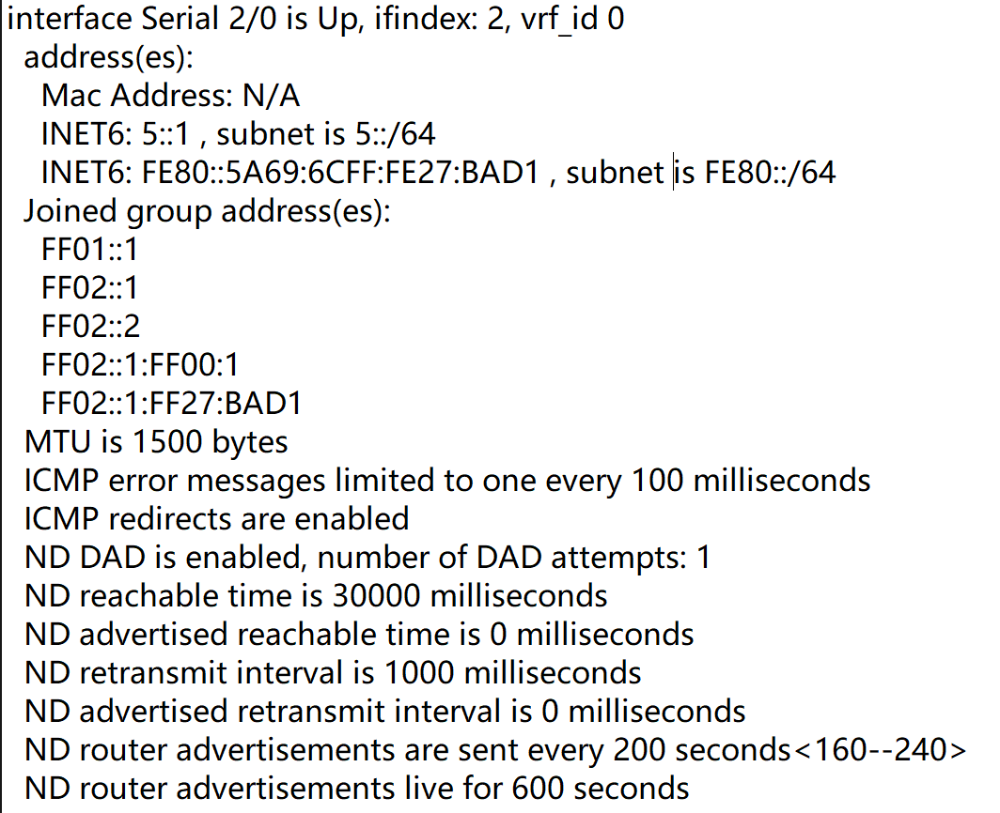 interface Serial 2/0 is Up, ifindex: 2, vrf_id 0
address(es):
Mac Address: N/A
INET6: 5::1 , subnet is 5::/64
INET6: FE80::5A69:6CFF:FE27:BAD1 , subnet is FE80::/64
Joined group address(es):
FF01::1
FF02::1
FF02::2
FF02::1:FF00:1
FF02::1:FF27:BAD1
MTU is 1500 bytes
ICMP error messages limited to one every 100 milliseconds
ICMP redirects are enabled
ND DAD is enabled, number of DAD attempts: 1
ND reachable time is 30000 milliseconds
ND advertised reachable time is 0 milliseconds
ND retransmit interval is 1000 milliseconds
ND advertised retransmit interval is 0 milliseconds
ND router advertisements are sent every 200 seconds<160--240>
ND router advertisements live for 600 seconds